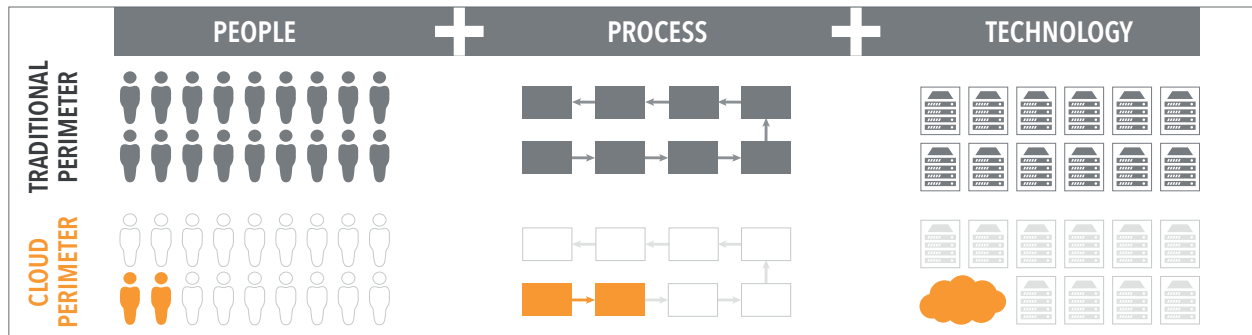 PEOPLE + PROCESS + TECHNOLOGY
TRADITIONAL
PERIMETER
CLOUD
PERIMETER